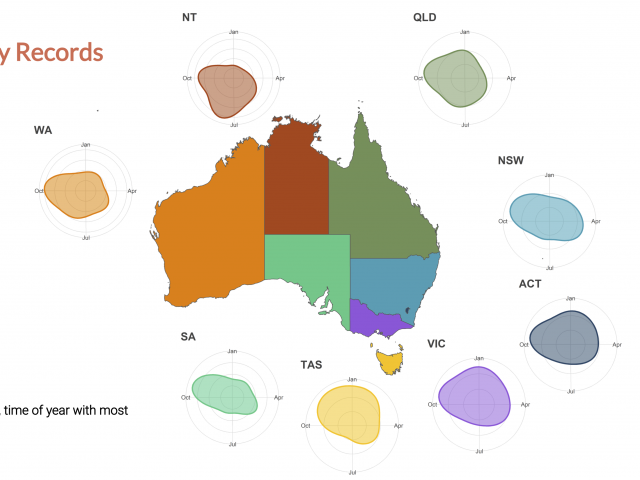 NT
Jan
Oct
Apr
Jul
QLD
Jan
Oct
Apr
Jul
y Records
WA
Jan
Oct
Apr
Jul
NSW
Jan
Oct
Apr
Jul
ACT
Jan
Oct
Apr
Jul
SA
Jan
Oct
Apr
Jul
TAS
Jan
Oct
Apr
Jul
VIC
Jan
Oct
Apr
Jul
, time of year with most